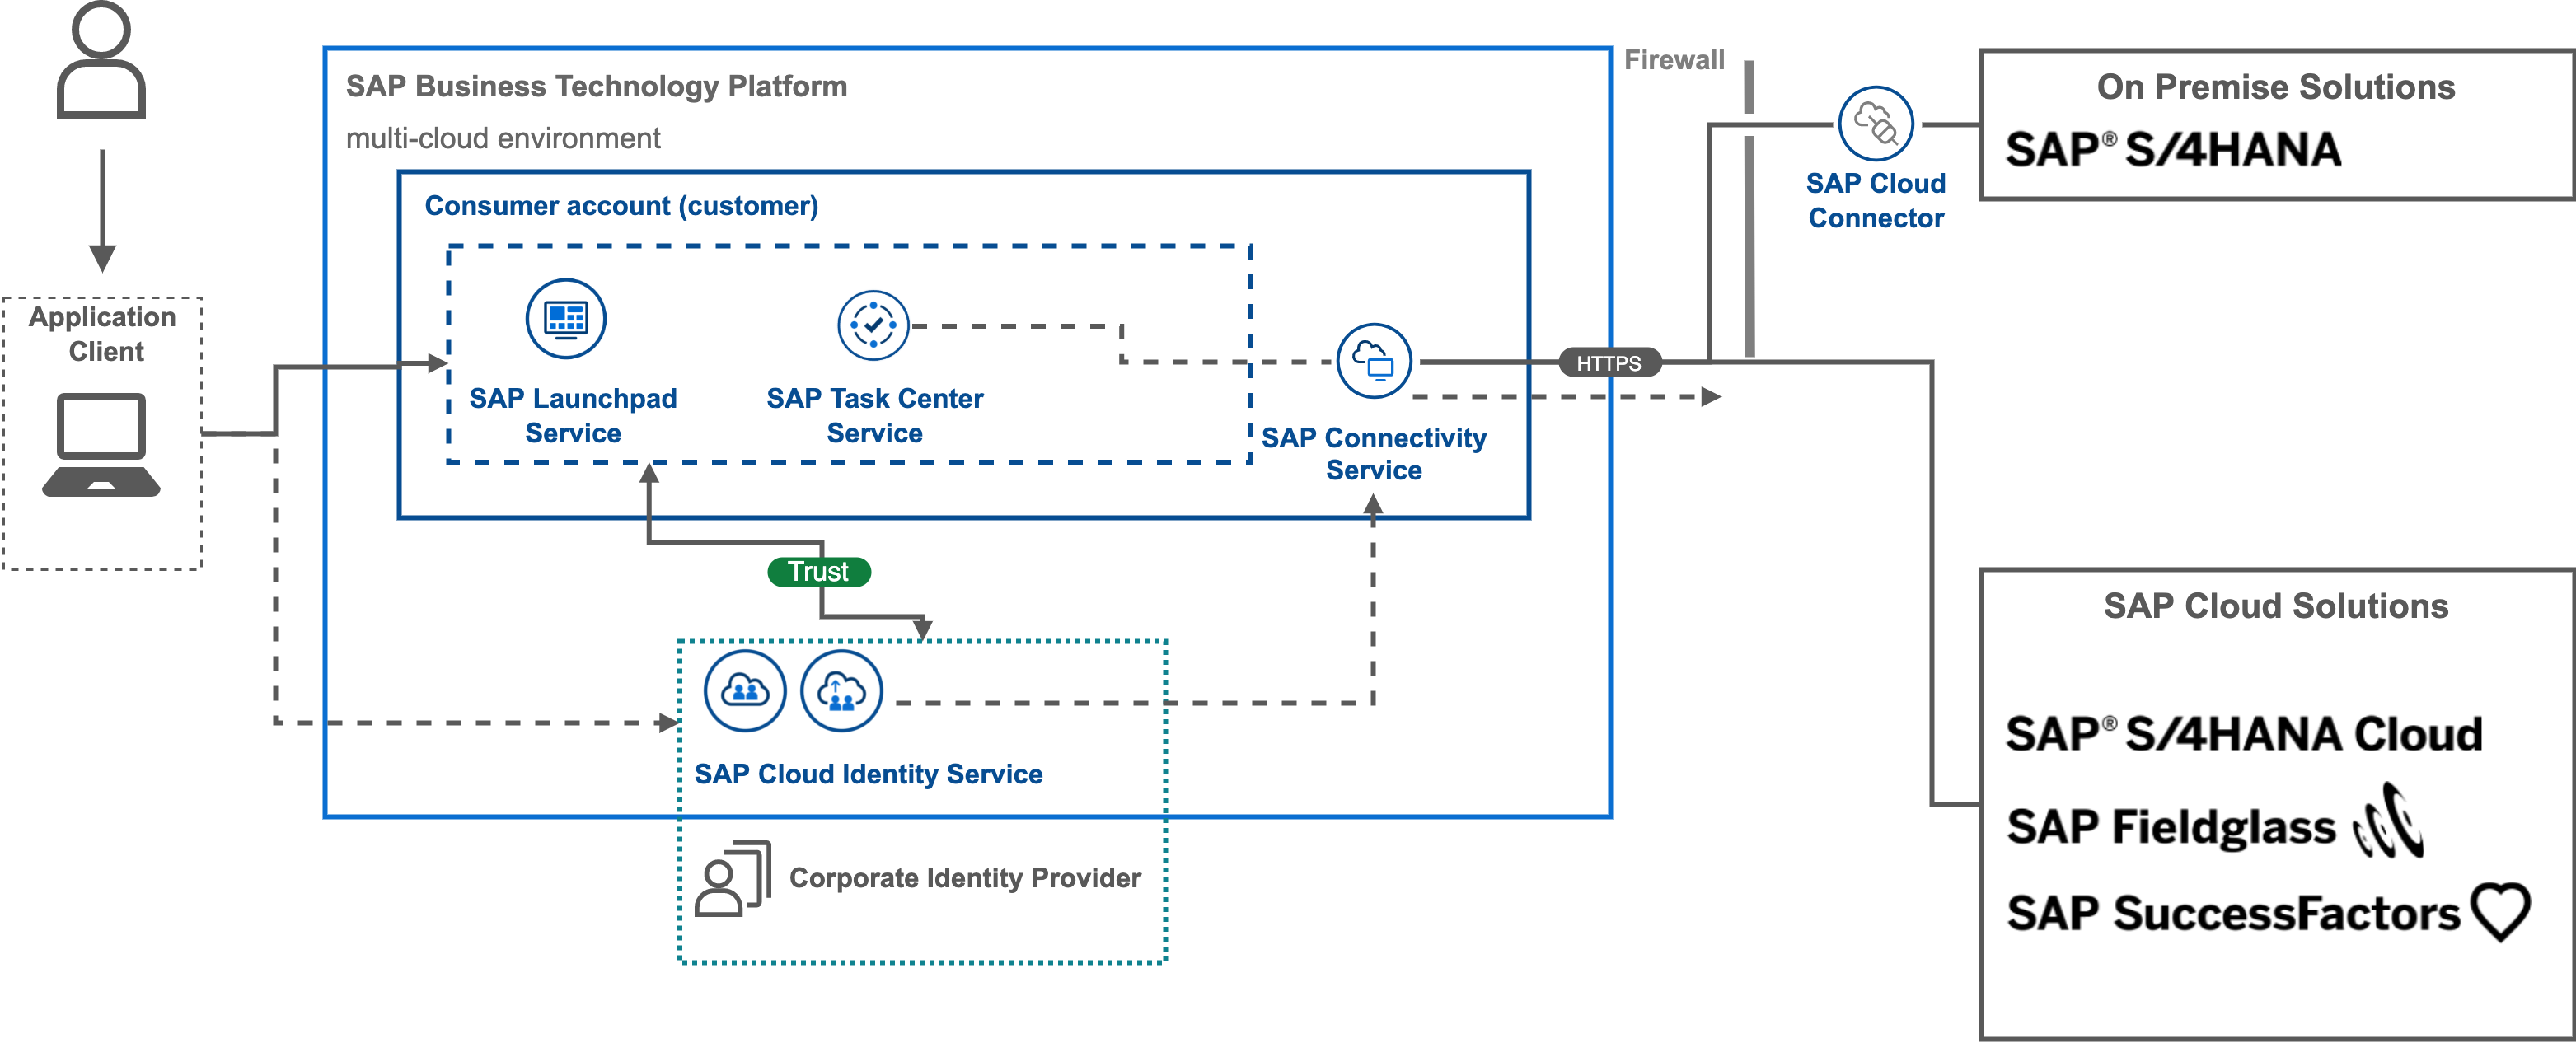 Application
Client
SAP Business Technology Platform
multi-cloud environment
Consumer account (customer)
SAP Launchpad
Service
SAP Task Center
Service
SAP Connectivity
Service
Trust
SAP Cloud Identity Service
Corporate Identity Provider
HTTPS
Firewall
SAP Cloud
Connector
On Premise Solutions
SAP® S/4HANA
SAP Cloud Solutions
SAP® S/4HANA Cloud
SAP Fieldglass
SAP SuccessFactors